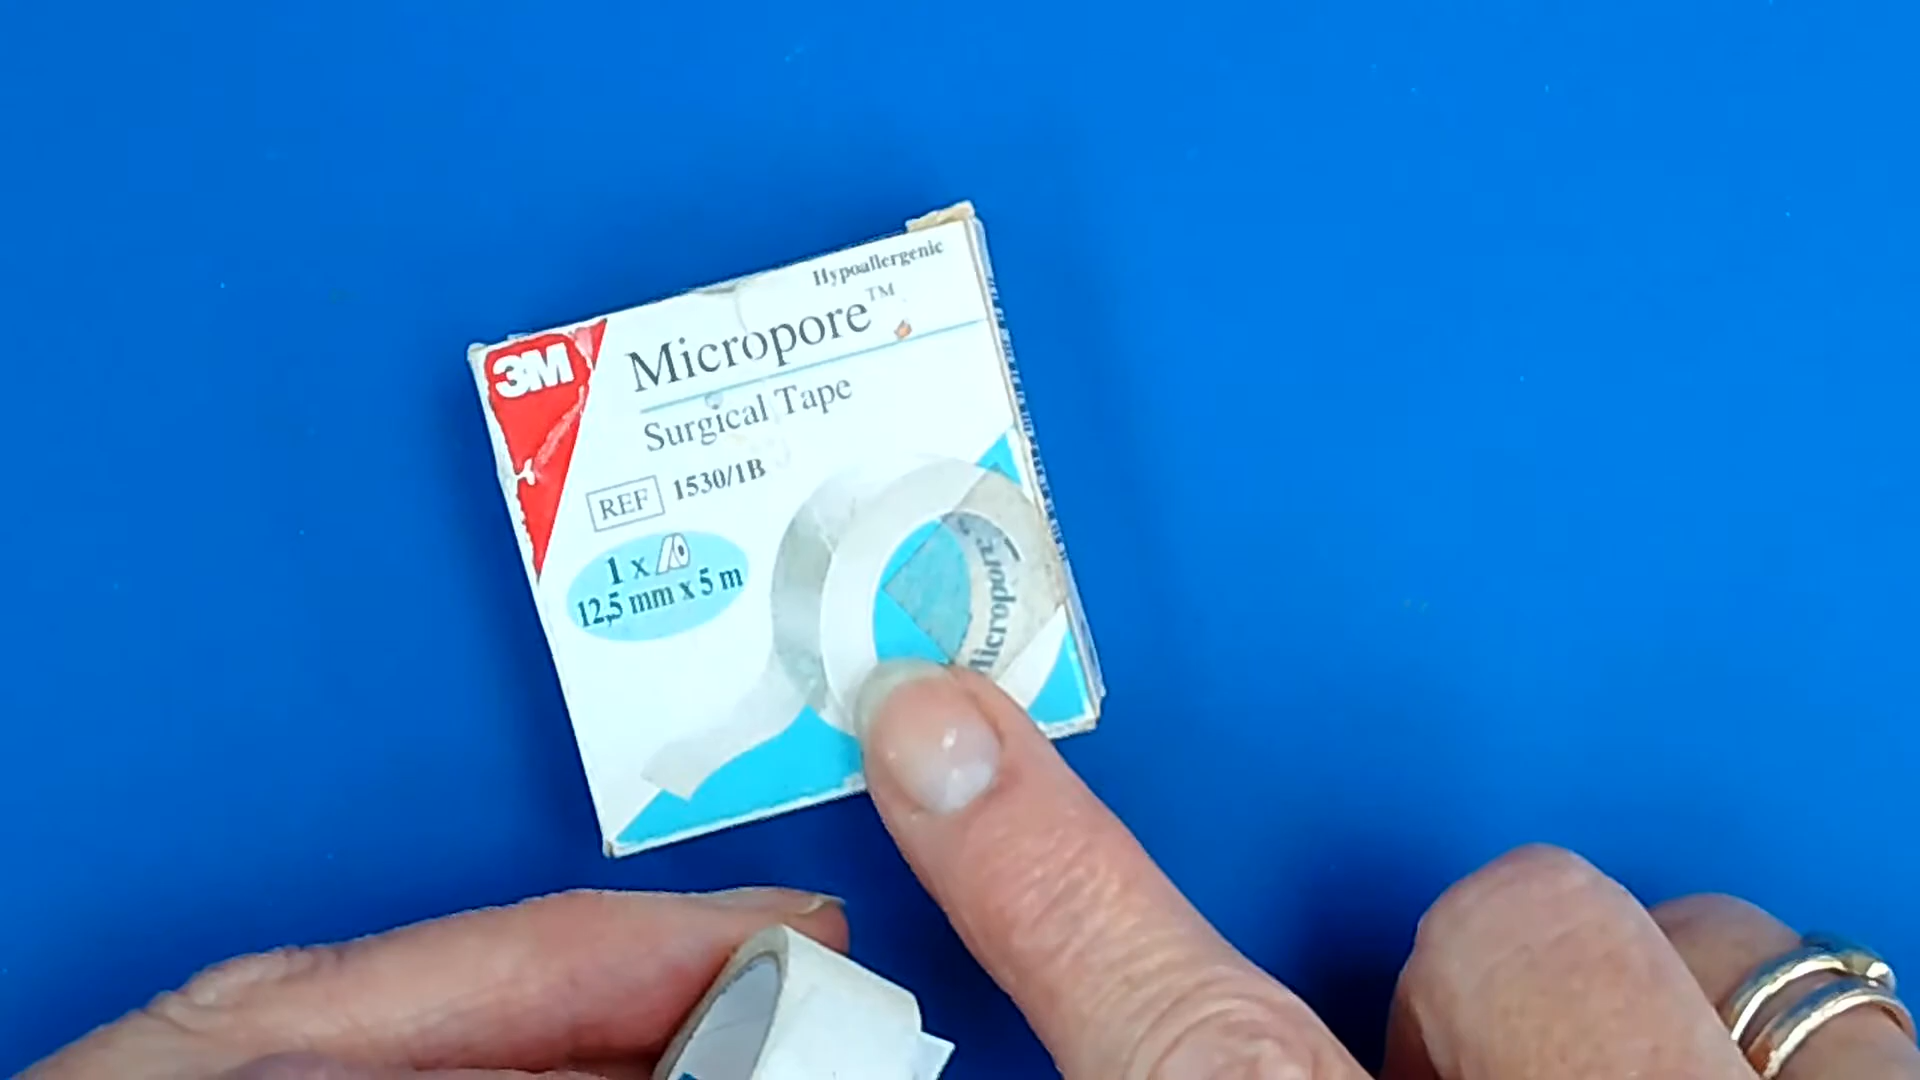 Hypoallergenic
3M
Micropore™
Surgical Tape
REF 1530/1B
1 x
12,5 mm x 5 m
Micropore